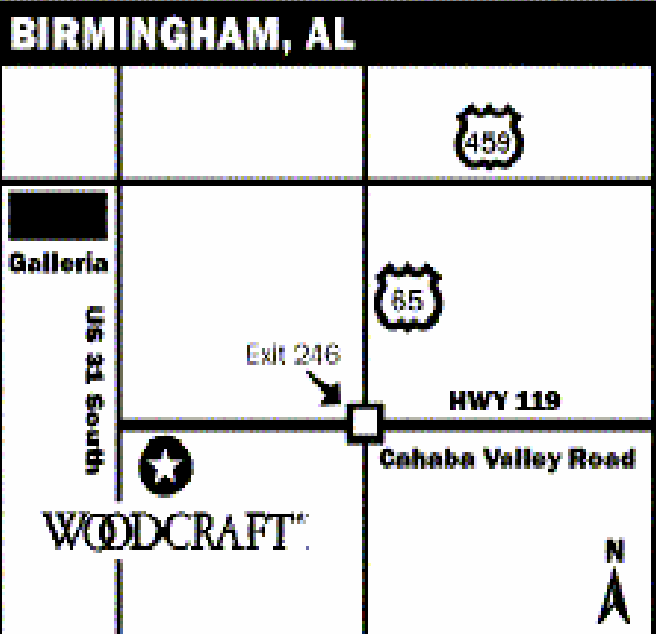 BIRMINGHAM, AL
459
Galleria
65
US 31 South
Exit 246
HWY 119
Cahaba Valley Road
WOODCRAFT
N